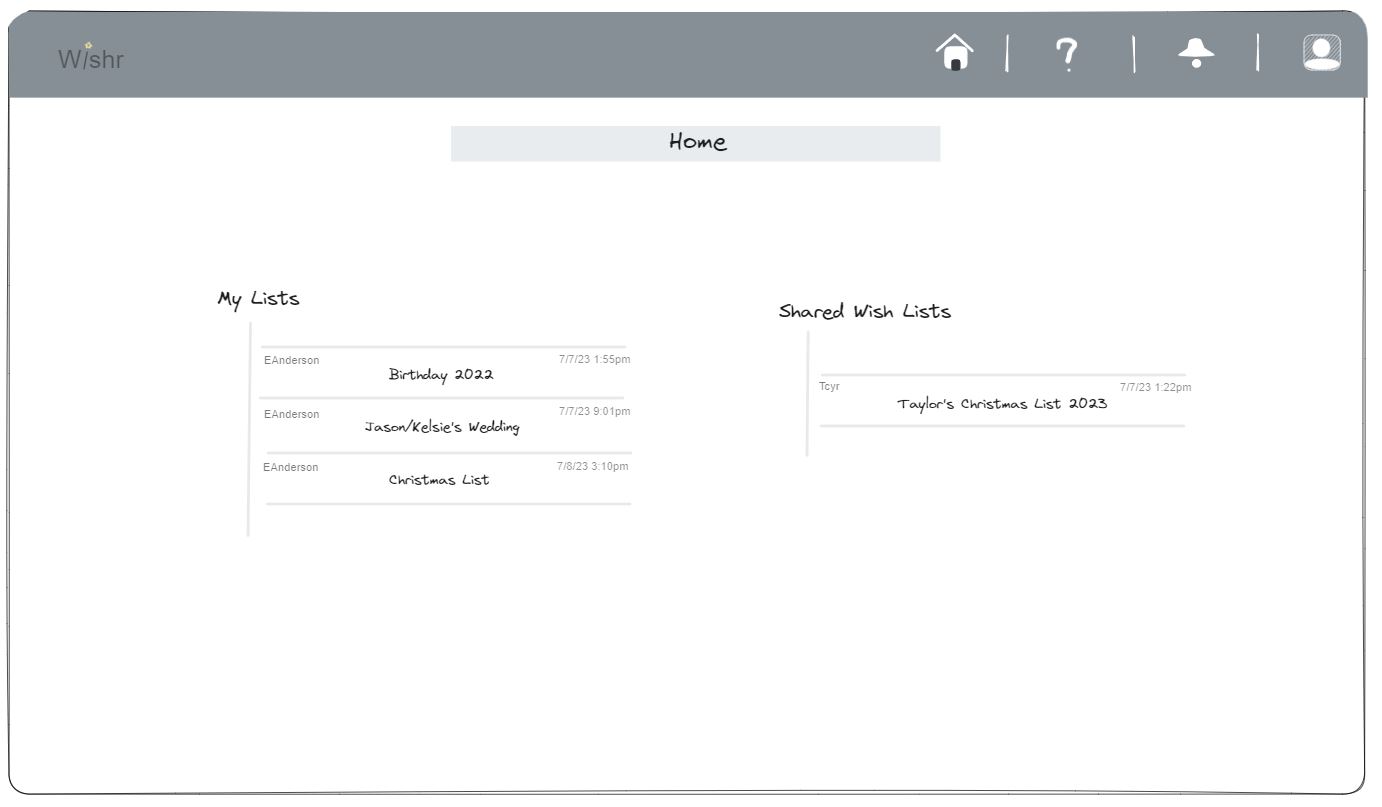 Wishr
?
Home
My Lists
EAnderson 7/7/23 1:55pm
Birthday 2022
EAnderson 7/7/23 9:01pm
Jason/Kelsie's Wedding
EAnderson 7/8/23 3:10pm
Christmas List
Shared Wish Lists
Tcyr 7/7/23 1:22pm
Taylor's Christmas List 2023